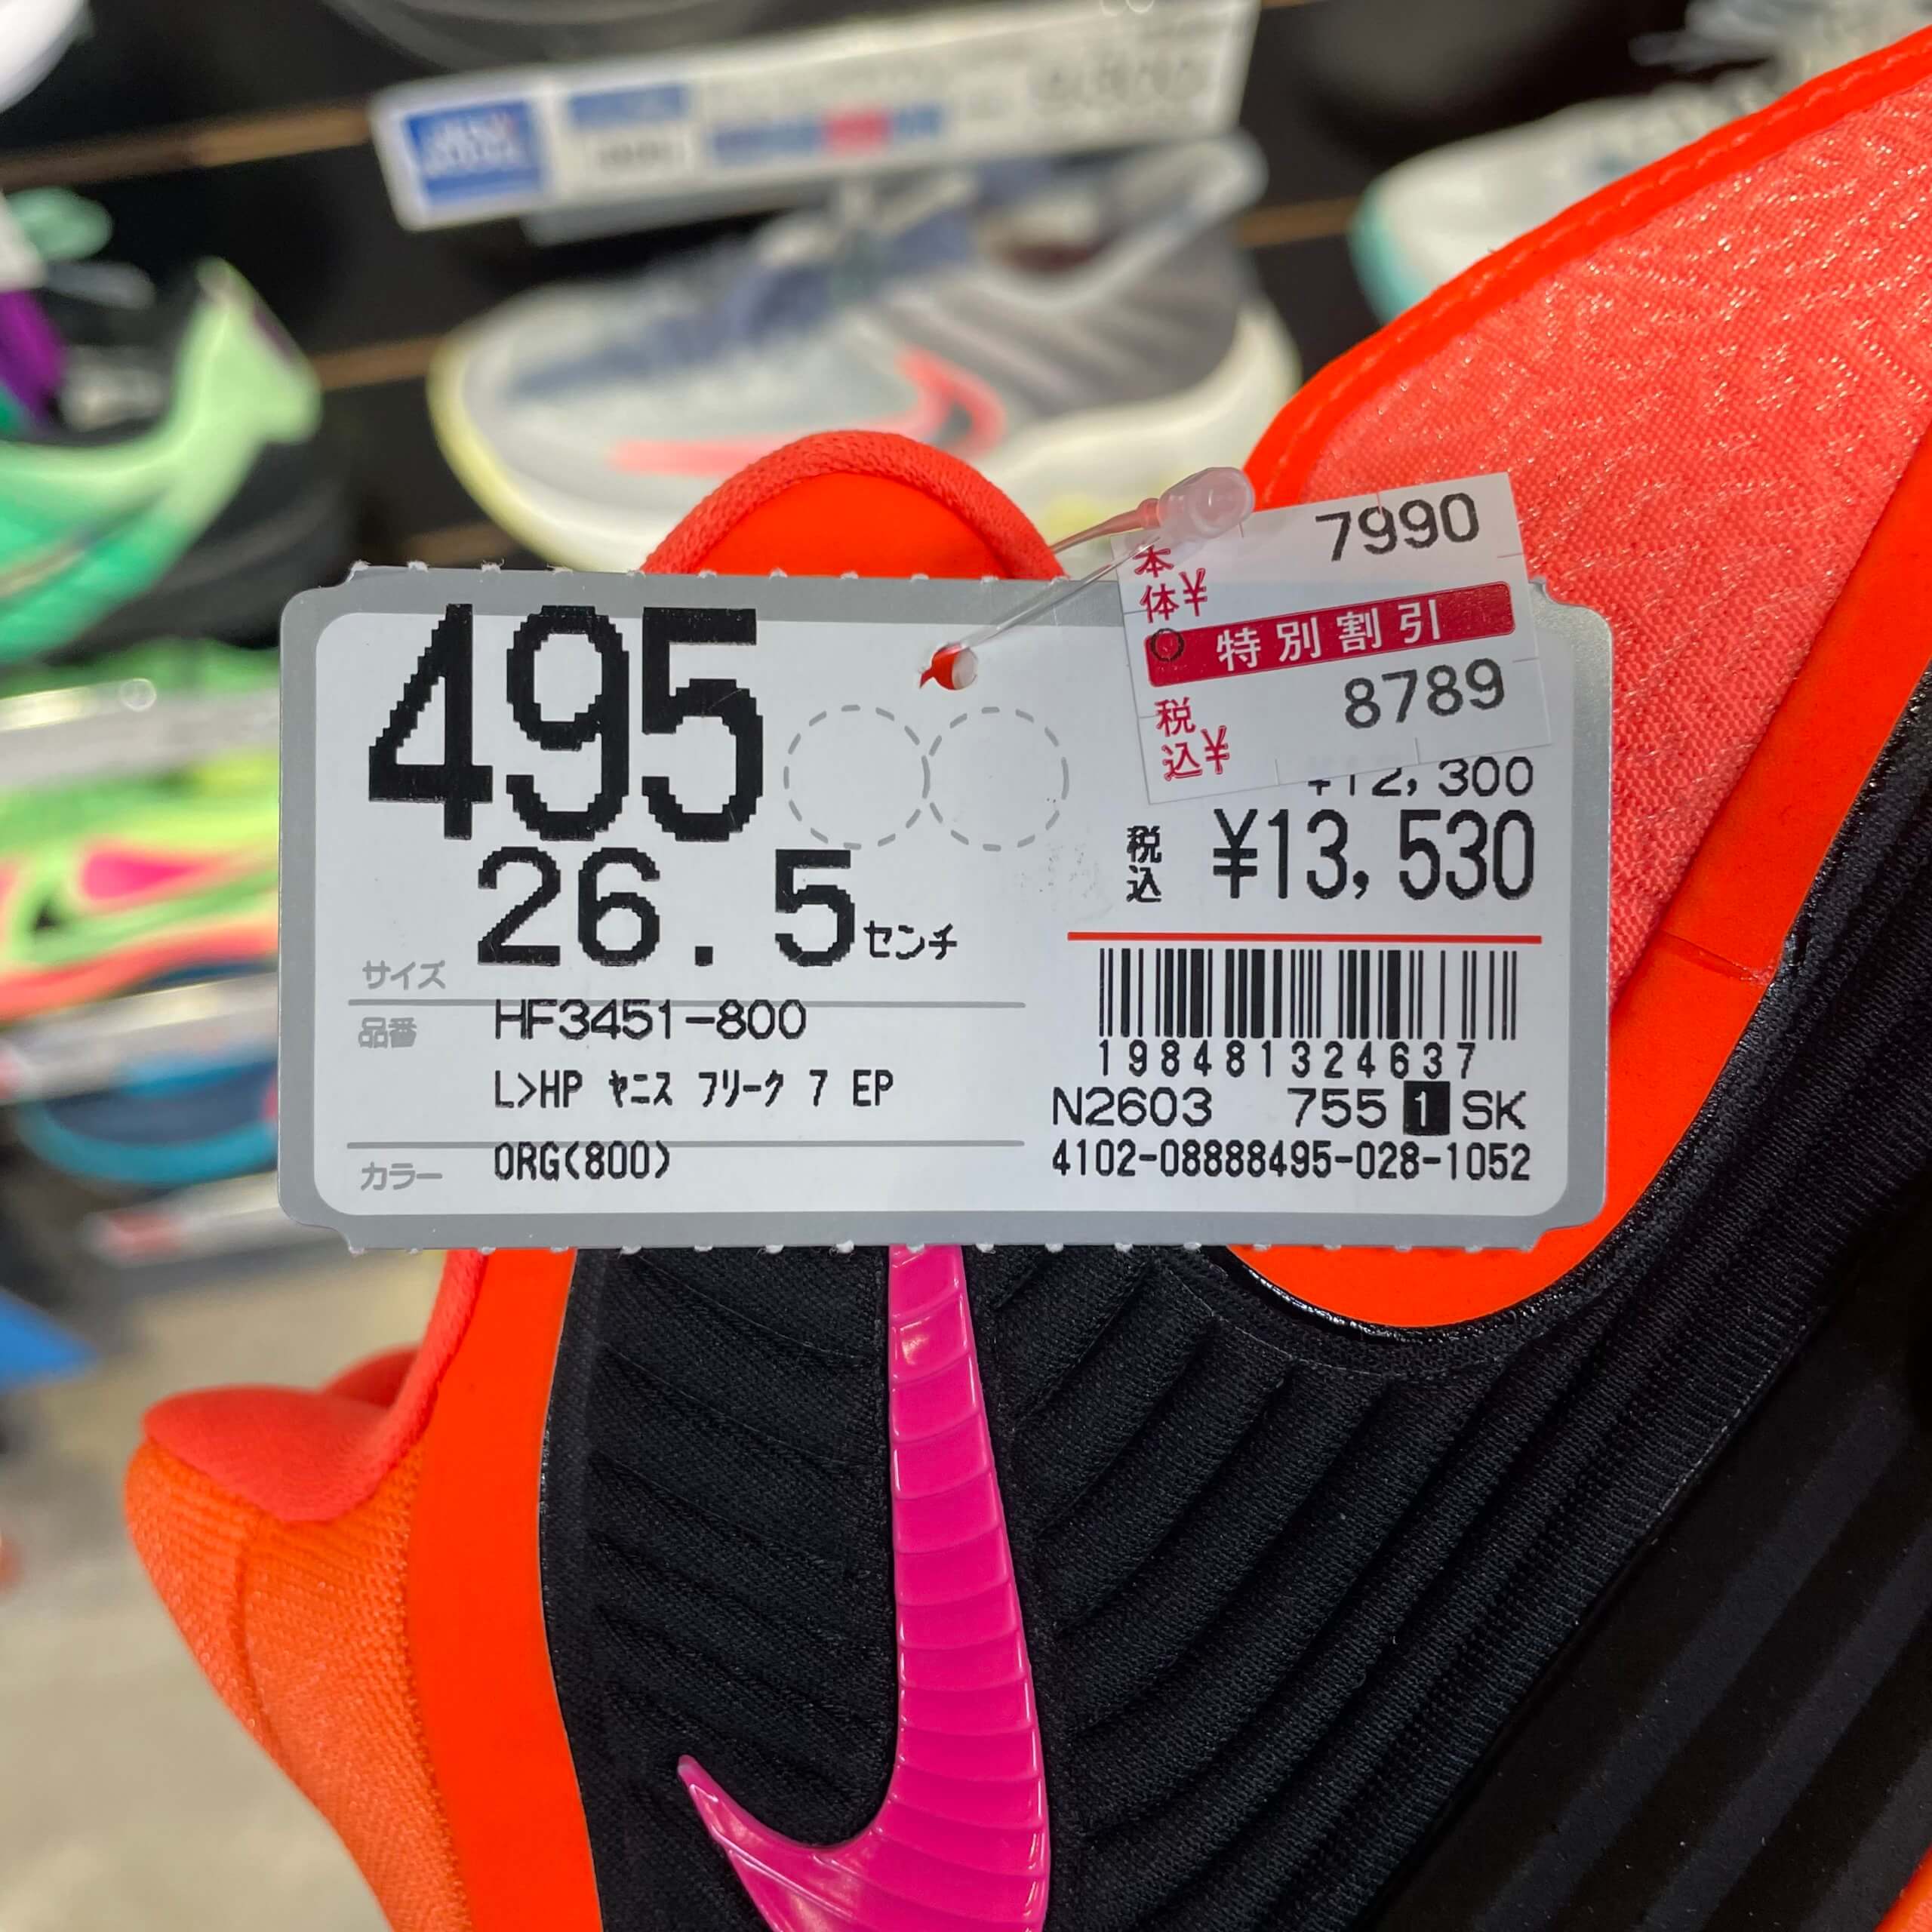 7990
本体¥
特別割引
8789
税込¥
495
¥12,300
税込 ¥13,530
26.5センチ
サイズ
品番 HF3451-800
L>HP ヤニス フリーク 7 EP
カラー ORG(800)
198481324637
N2603 755 1 SK
4102-08888495-028-1052